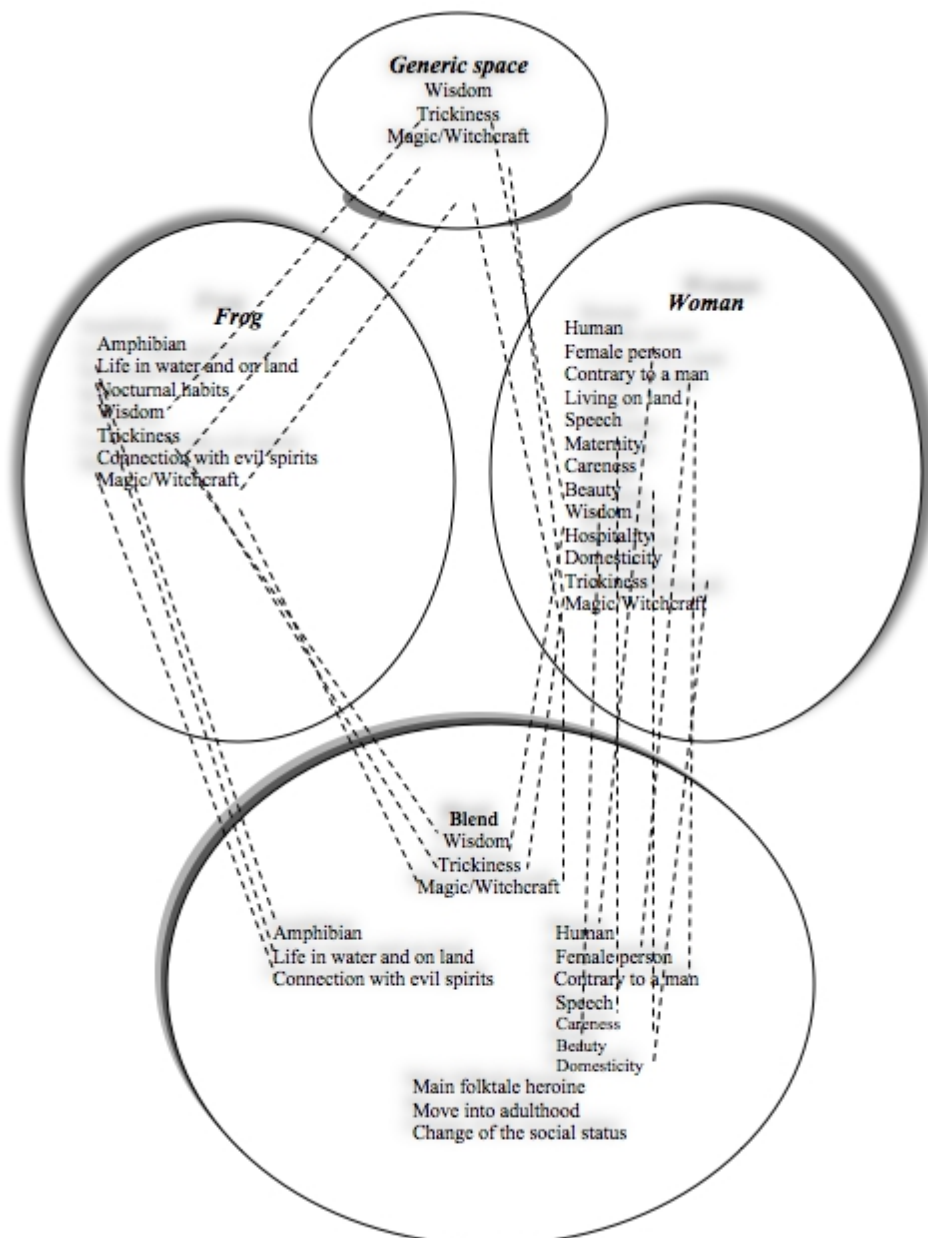 Generic space
Wisdom
Trickiness
Magic/Witchcraft
Frog
Amphibian
Life in water and on land
Nocturnal habits
Wisdom
Trickiness
Connection with evil spirits
Magic/Witchcraft
Woman
Human
Female person
Contrary to a man
Living on land
Speech
Maternity
Careness
Beauty
Wisdom
Hospitality
Domesticity
Trickiness
Magic/Witchcraft
Blend
Wisdom
Trickiness
Magic/Witchcraft
Amphibian
Life in water and on land
Connection with evil spirits
Human
Female person
Contrary to a man
Speech
Careness
Beauty
Domesticity
Main folktale heroine
Move into adulthood
Change of the social status